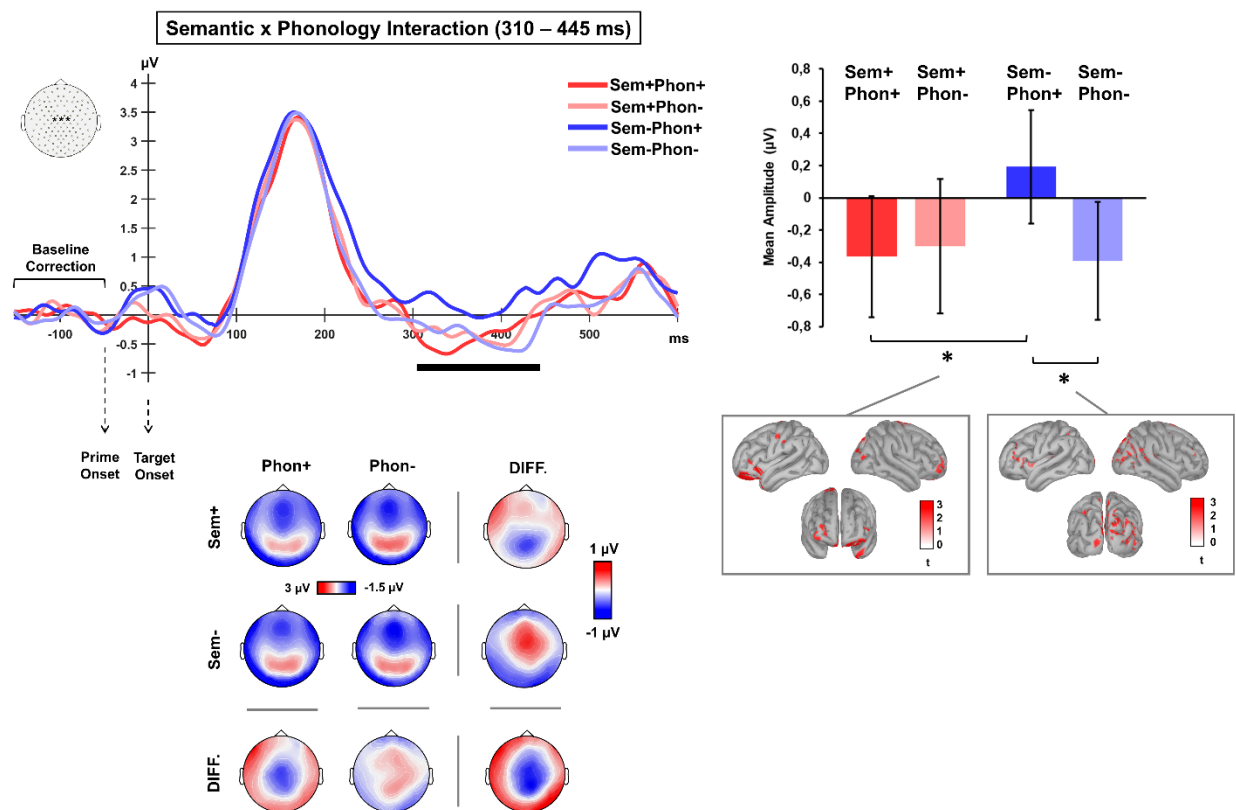 Semantic x Phonology Interaction (310 – 445 ms)
µV
4
3.5
3
2.5
2
1.5
1
0.5
-0.5
-1
***
Sem+Phon+
Sem+Phon-
Sem-Phon+
Sem-Phon-
Baseline
Correction
-100
0
100
200
300
400
500
ms
Prime
Onset
Target
Onset
Phon+
Phon-
DIFF.
Sem+
3 µV
-1.5 µV
1 µV
-1 µV
Sem-
DIFF.
Mean Amplitude (µV)
0,8
0,6
0,4
0,2
0
-0,2
-0,4
-0,6
-0,8
Sem+
Phon+
Sem+
Phon-
Sem-
Phon+
Sem-
Phon-
*
*
3
2
1
0
t
3
2
1
0
t